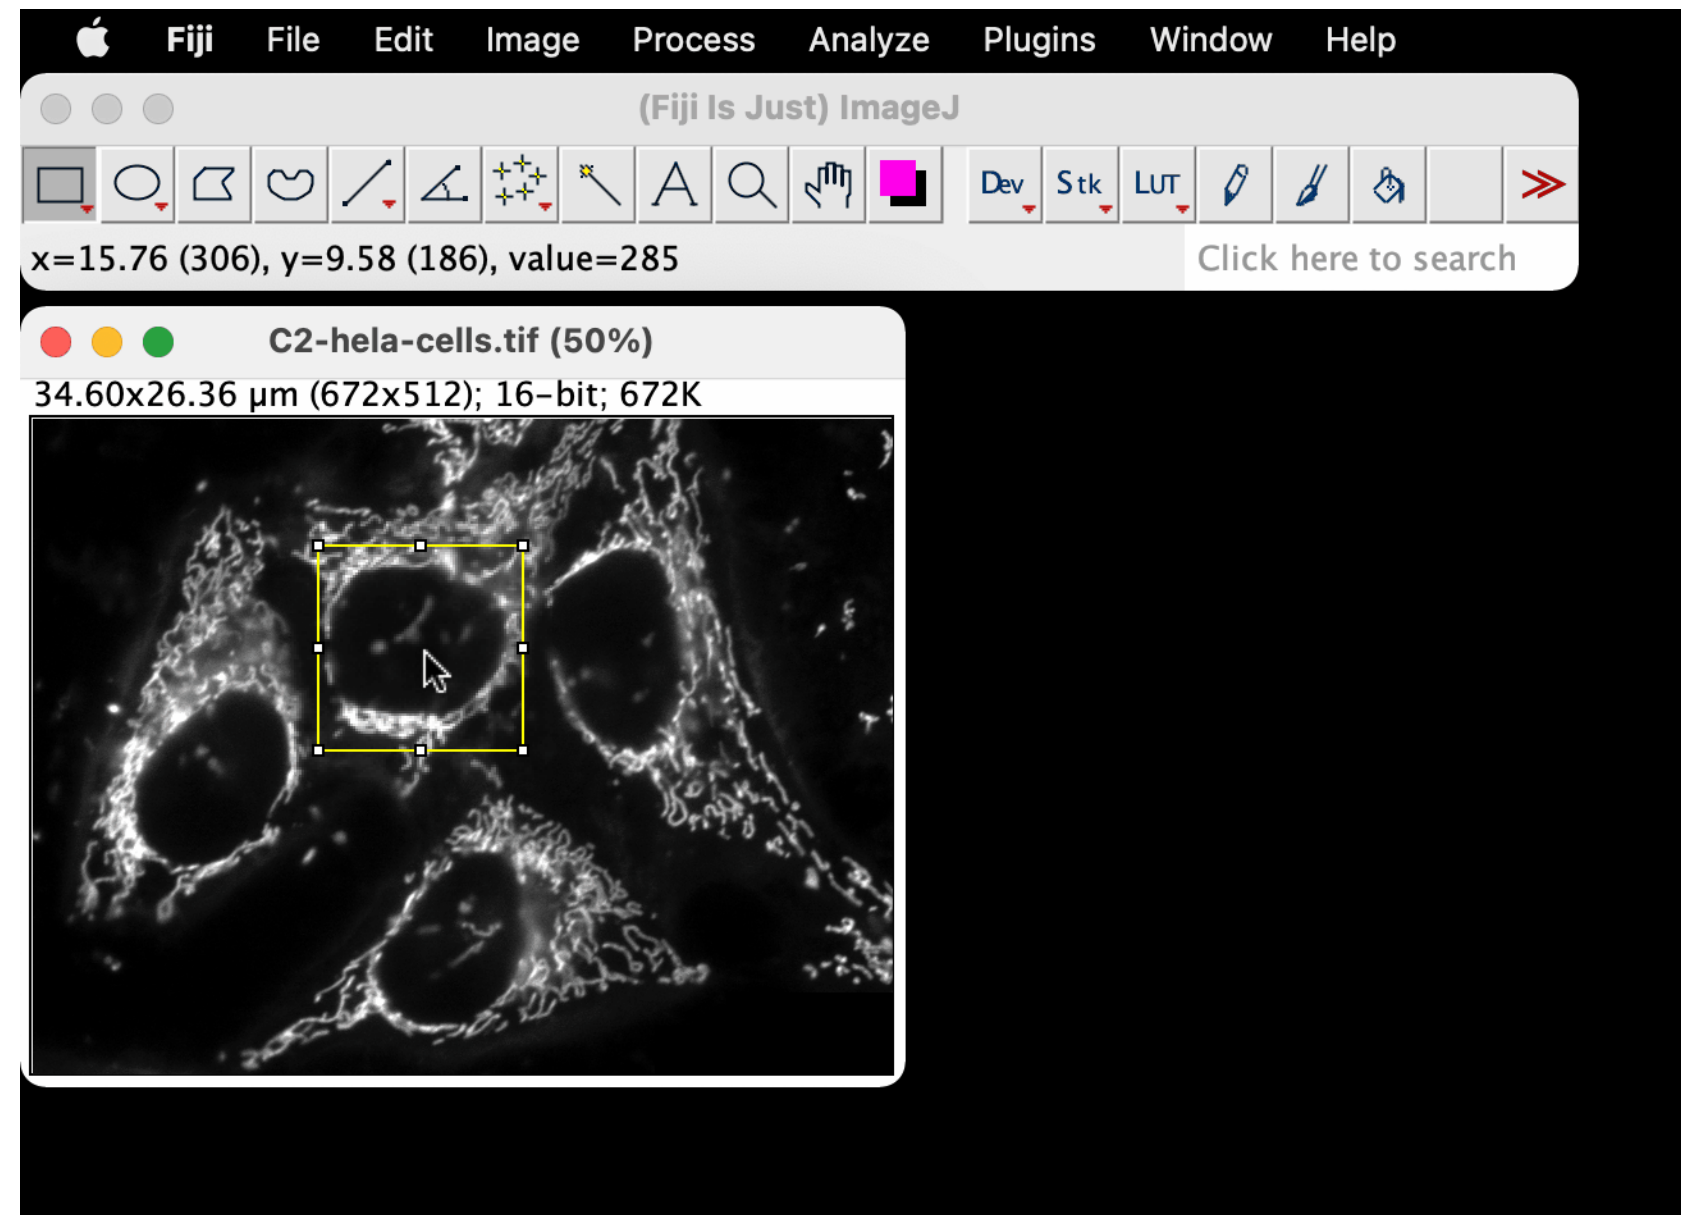 Fiji File Edit Image Process Analyze Plugins Window Help
(Fiji Is Just) ImageJ
A Dev Stk LUT
x=15.76 (306), y=9.58 (186), value=285 Click here to search
C2-hela-cells.tif (50%)
34.60x26.36 µm (672x512); 16-bit; 672K